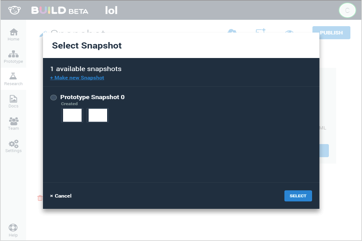 BUILD BETA lol
PUBLISH
Home
Prototype
Research
Docs
Team
Settings
Help
Select Snapshot
1 available snapshots
+ Make new Snapshot
Prototype Snapshot 0
Created
× Cancel
SELECT